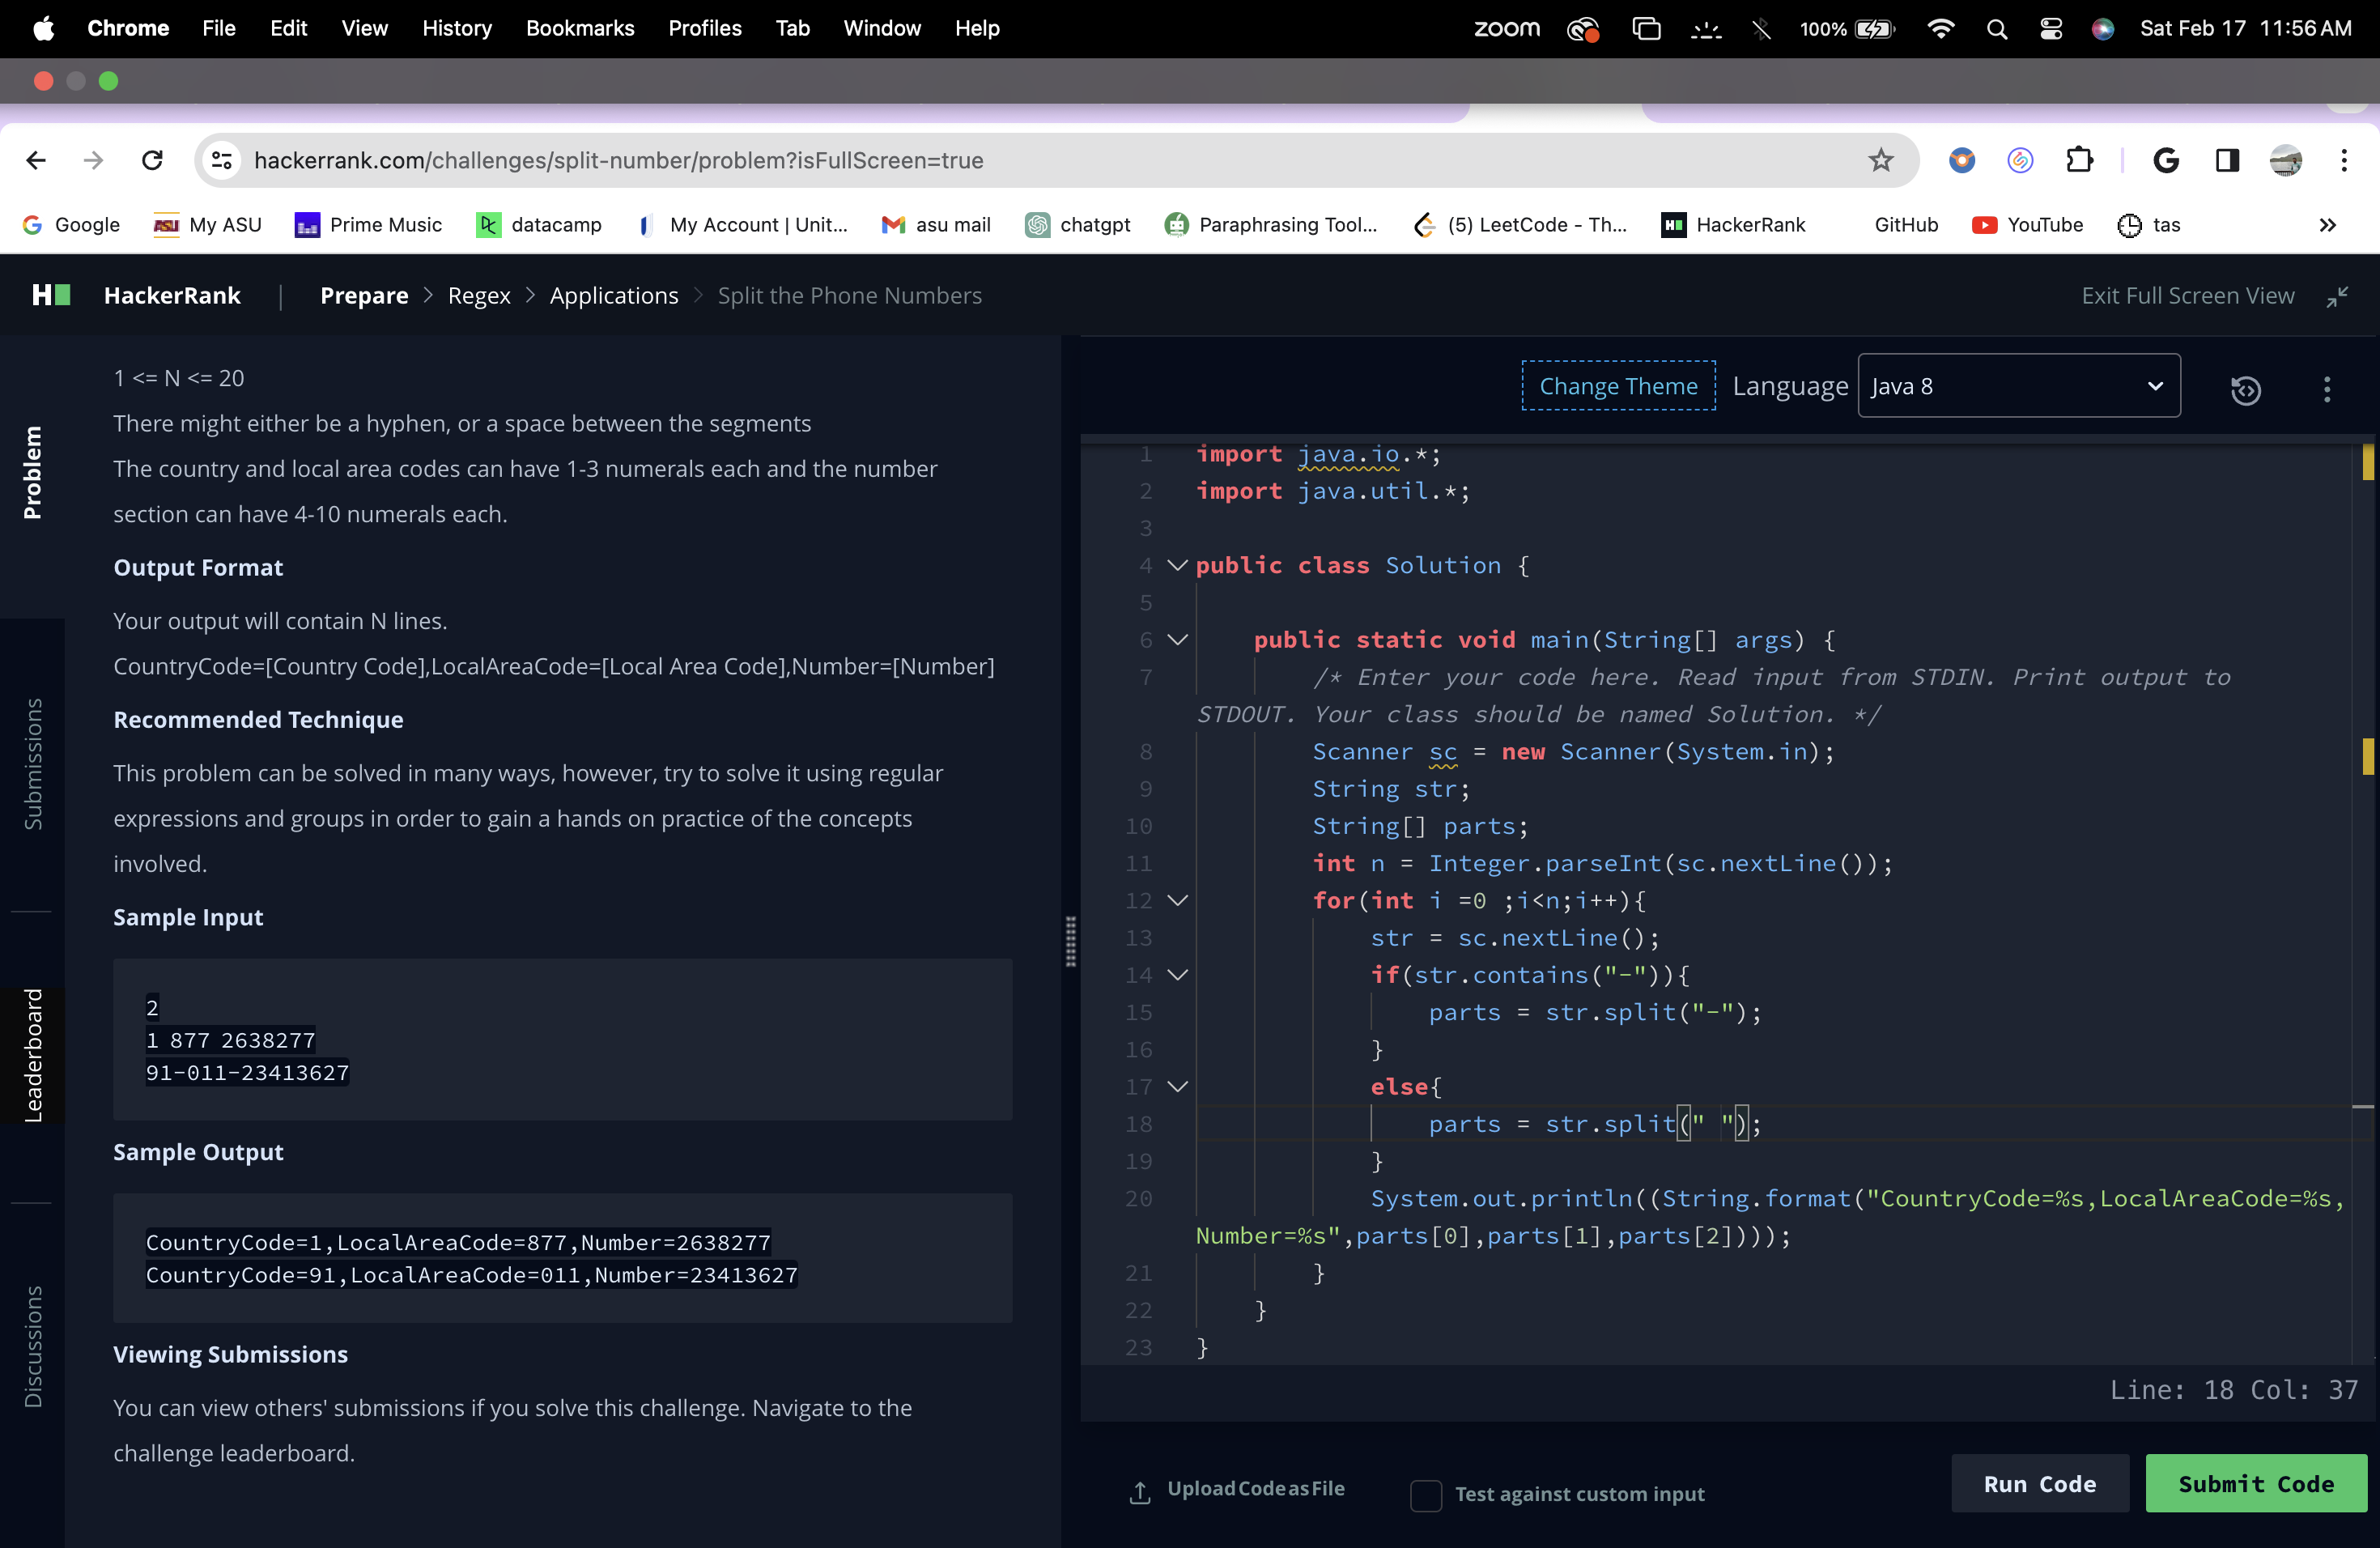 Chrome File Edit View History Bookmarks Profiles Tab Window Help zoom 100% Sat Feb 17 11:56 AM
hackerrank.com/challenges/split-number/problem?isFullScreen=true
Google My ASU Prime Music datacamp My Account | Unit... asu mail chatgpt Paraphrasing Tool... (5) LeetCode - Th... HackerRank GitHub YouTube tas »
HackerRank | Prepare > Regex > Applications > Split the Phone Numbers Exit Full Screen View
Problem
Submissions
Leaderboard
Discussions
1 <= N <= 20
There might either be a hyphen, or a space between the segments
The country and local area codes can have 1-3 numerals each and the number
section can have 4-10 numerals each.
Output Format
Your output will contain N lines.
CountryCode=[Country Code],LocalAreaCode=[Local Area Code],Number=[Number]
Recommended Technique
This problem can be solved in many ways, however, try to solve it using regular
expressions and groups in order to gain a hands on practice of the concepts
involved.
Sample Input
2
1 877 2638277
91-011-23413627
Sample Output
CountryCode=1,LocalAreaCode=877,Number=2638277
CountryCode=91,LocalAreaCode=011,Number=23413627
Viewing Submissions
You can view others' submissions if you solve this challenge. Navigate to the
challenge leaderboard.
Change Theme Language Java 8
1 import java.io.*;
2 import java.util.*;
3
4 public class Solution {
5
6 public static void main(String[] args) {
7 /* Enter your code here. Read input from STDIN. Print output to
STDOUT. Your class should be named Solution. */
8 Scanner sc = new Scanner(System.in);
9 String str;
10 String[] parts;
11 int n = Integer.parseInt(sc.nextLine());
12 for(int i =0 ;i<n;i++){
13 str = sc.nextLine();
14 if(str.contains("-")){
15 parts = str.split("-");
16 }
17 else{
18 parts = str.split(" ");
19 }
20 System.out.println((String.format("CountryCode=%s,LocalAreaCode=%s,
Number=%s",parts[0],parts[1],parts[2])));
21 }
22 }
23 }
Line: 18 Col: 37
Upload Code as File Test against custom input Run Code Submit Code